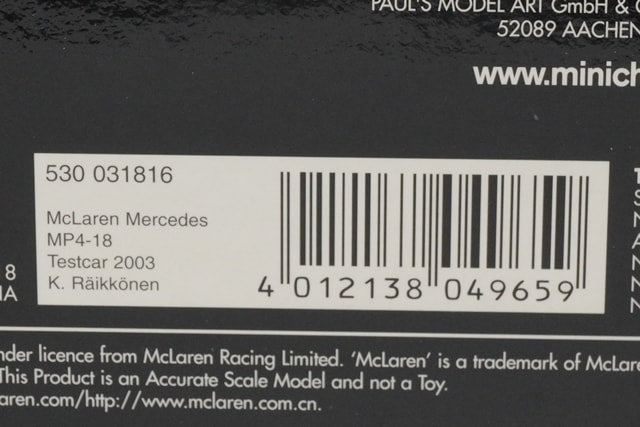 PAUL'S MODEL ART GmbH &
52089 AACHEN
www.minich
530 031816
McLaren Mercedes
MP4-18
Testcar 2003
K. Räikkönen
4 012138 049659
8
nder licence from McLaren Racing Limited. 'McLaren' is a trademark of McLare
This Product is an Accurate Scale Model and not a Toy.
aren.com/http://www.mclaren.com.cn.